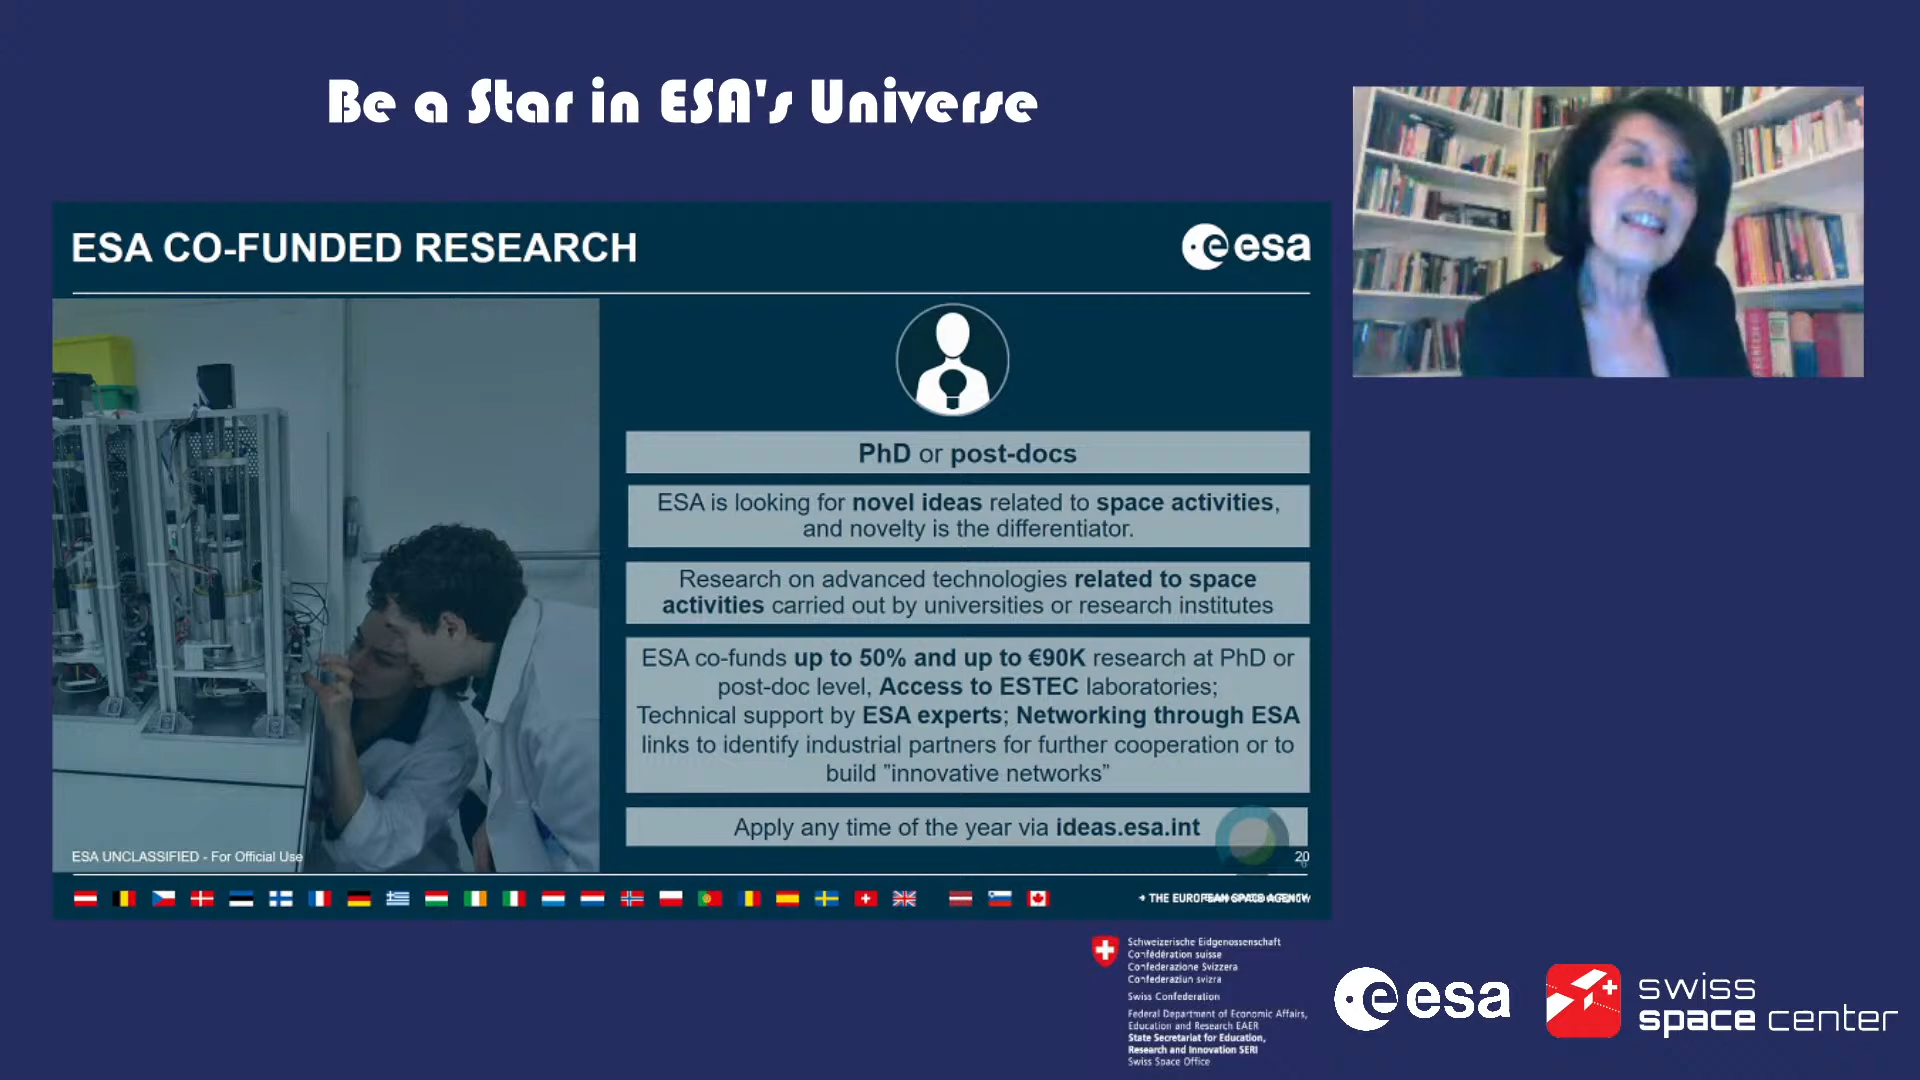 Be a Star in ESA's Universe
ESA CO-FUNDED RESEARCH
esa
PhD or post-docs
ESA is looking for novel ideas related to space activities,
and novelty is the differentiator.
Research on advanced technologies related to space
activities carried out by universities or research institutes
ESA co-funds up to 50% and up to €90K research at PhD or
post-doc level, Access to ESTEC laboratories;
Technical support by ESA experts; Networking through ESA
links to identify industrial partners for further cooperation or to
build ”innovative networks”
Apply any time of the year via ideas.esa.int
ESA UNCLASSIFIED - For Official Use
20
→ THE EUROPEAN SPACE AGENCY
Schweizerische Eidgenossenschaft
Confédération suisse
Confederazione Svizzera
Confederaziun svizra
Swiss Confederation
Federal Department of Economic Affairs,
Education and Research EAER
State Secretariat for Education,
Research and Innovation SERI
Swiss Space Office
esa
swiss
space center